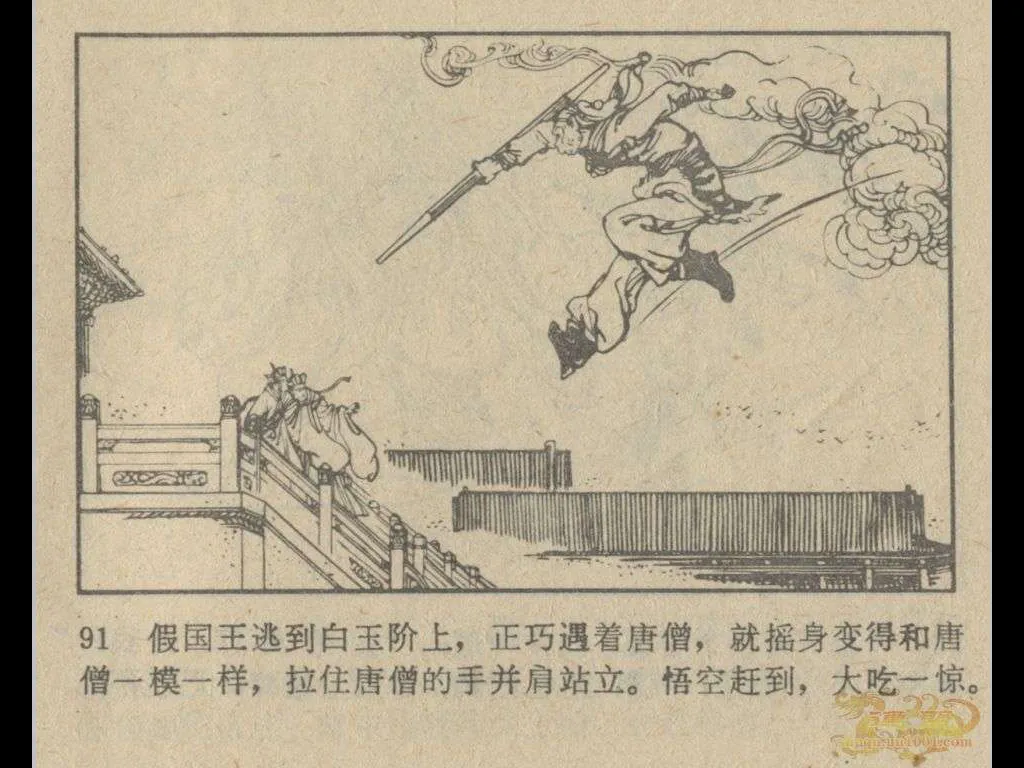 91 假国王逃到白玉阶上，正巧遇着唐僧，就摇身变得和唐
僧一模一样，拉住唐僧的手并肩站立。悟空赶到，大吃一惊。